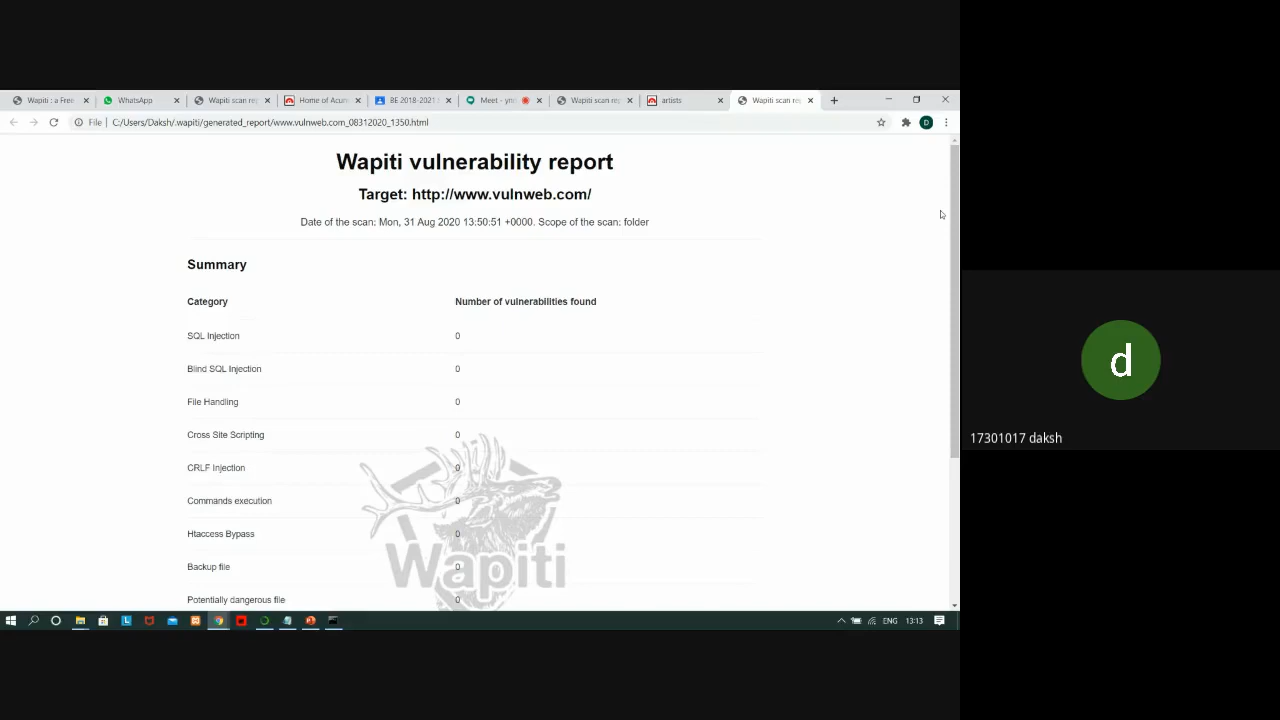 Wapiti : a Free
WhatsApp
Wapiti scan rep
Home of Acun
BE 2018-2021
Meet - ynr
Wapiti scan rep
artists
Wapiti scan rep
File | C:/Users/Daksh/.wapiti/generated_report/www.vulnweb.com_08312020_1350.html
D
Wapiti vulnerability report
Target: http://www.vulnweb.com/
Date of the scan: Mon, 31 Aug 2020 13:50:51 +0000. Scope of the scan: folder
Summary
Category Number of vulnerabilities found
SQL Injection 0
Blind SQL Injection 0
File Handling 0
Cross Site Scripting 0
CRLF Injection 0
Commands execution 0
Htaccess Bypass 0
Backup file 0
Potentially dangerous file 0
Wapiti
ENG 13:13
d
17301017 daksh